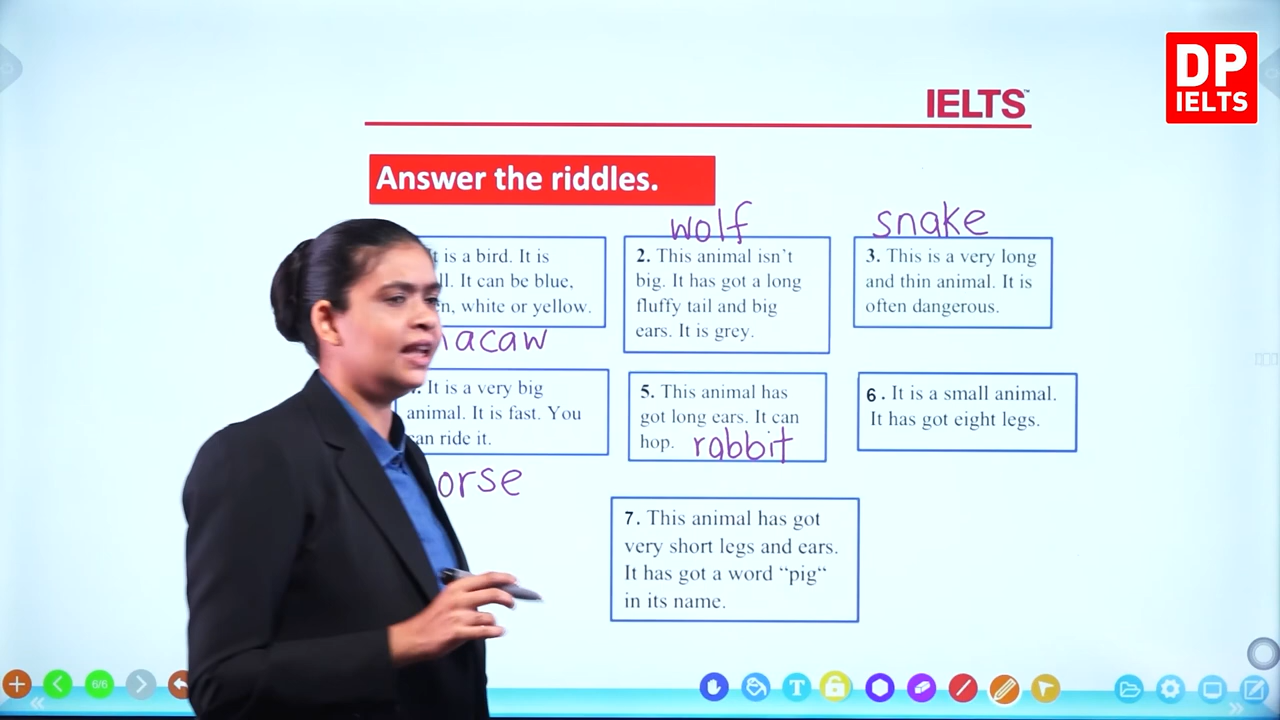 DP
IELTS
IELTS™
Answer the riddles.
wolf
snake
is a bird. It is
It can be blue,
white or yellow.
2. This animal isn't
big. It has got a long
fluffy tail and big
ears. It is grey.
3. This is a very long
and thin animal. It is
often dangerous.
It is a very big
animal. It is fast. You
ride it.
5. This animal has
got long ears. It can
hop. rabbit
6. It is a small animal.
It has got eight legs.
7. This animal has got
very short legs and ears.
It has got a word “pig“
in its name.
6/6
T